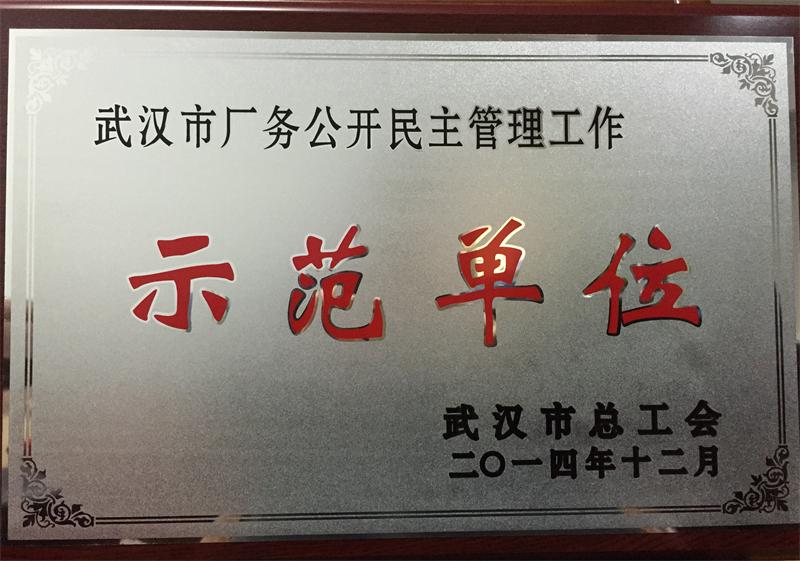 武汉市厂务公开民主管理工作
示范单位
武汉市总工会
二〇一四年十二月